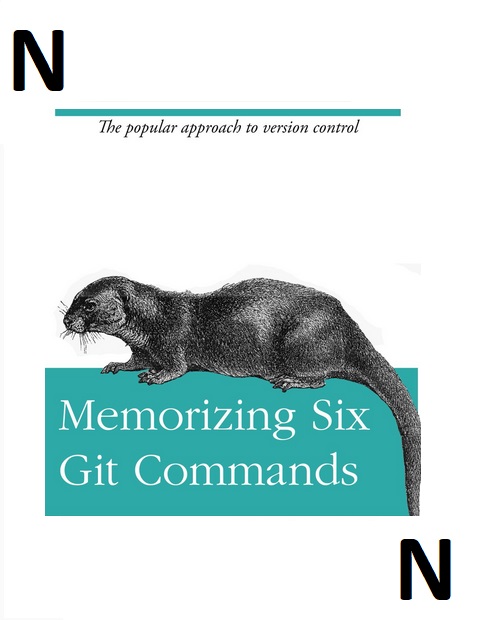 N
The popular approach to version control
Memorizing Six
Git Commands
N